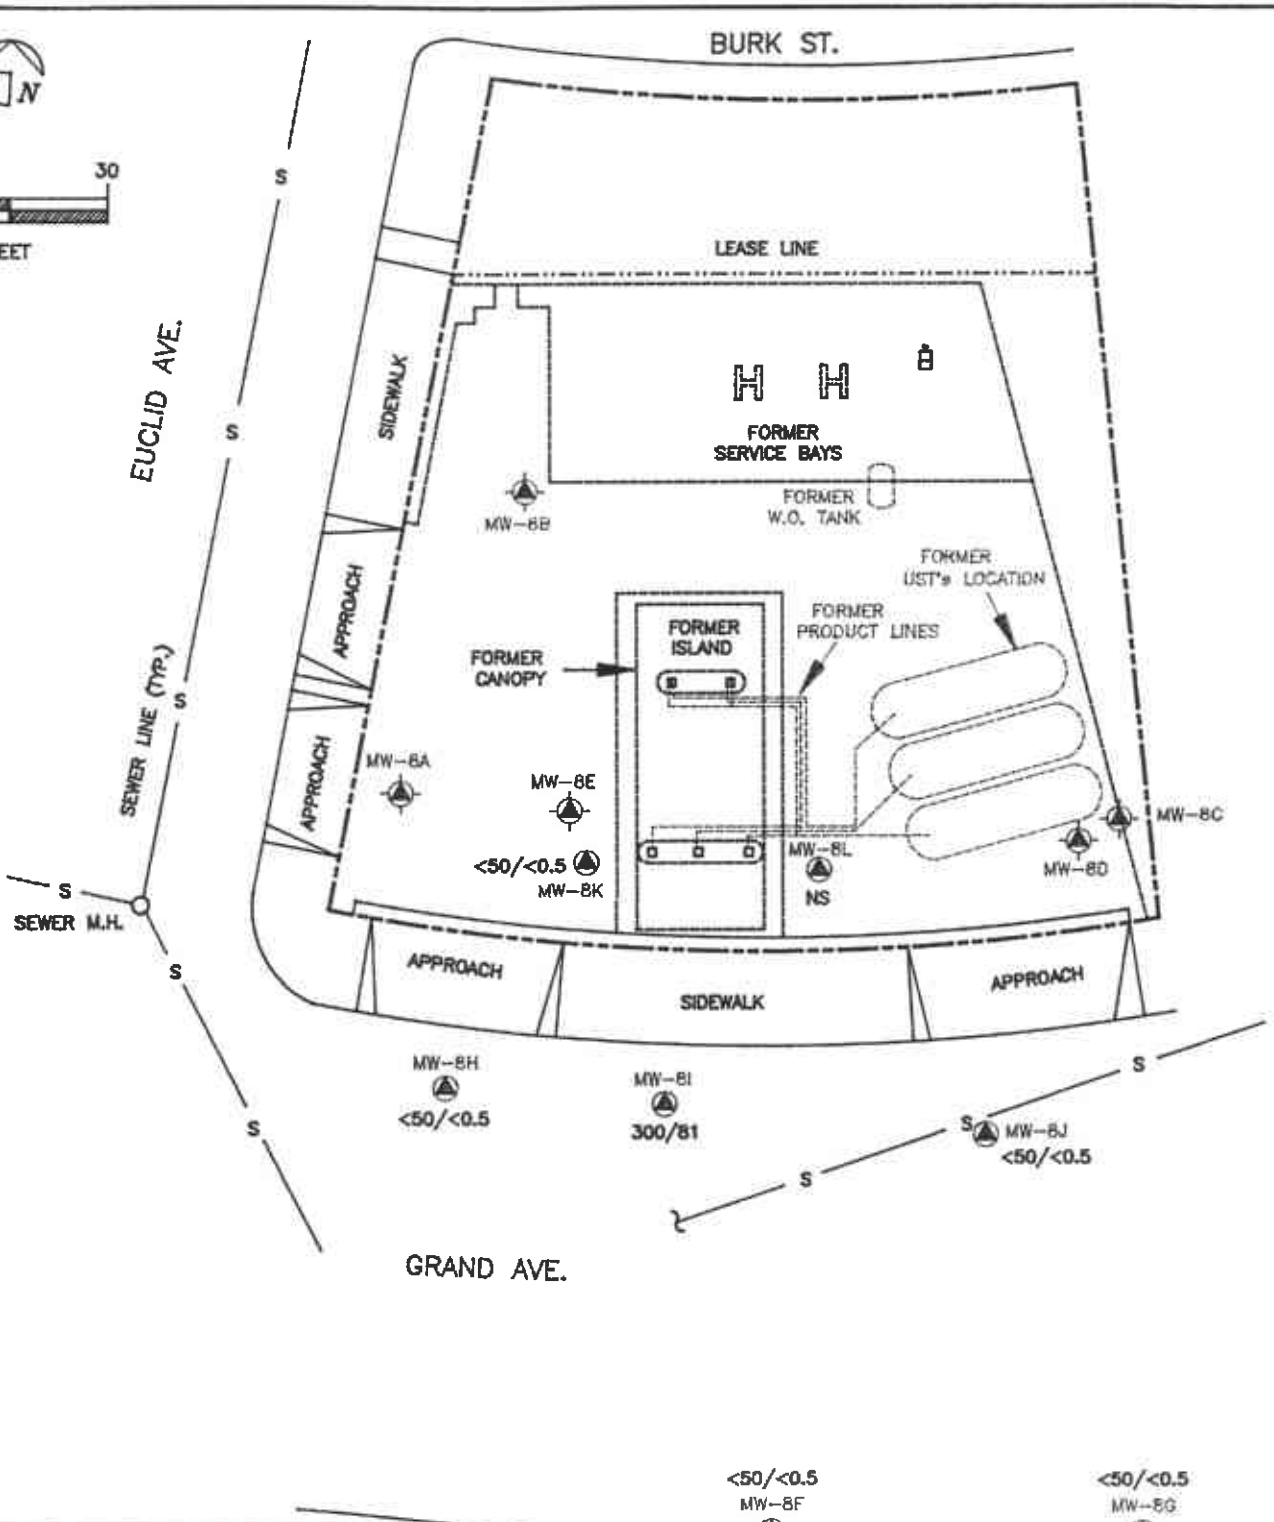 BURK ST.
N
30
EET
S
LEASE LINE
EUCLID AVE.
SIDEWALK
S
FORMER
SERVICE BAYS
FORMER
W.O. TANK
MW-8B
FORMER
UST's LOCATION
APPROACH
FORMER
PRODUCT LINES
FORMER
ISLAND
FORMER
CANOPY
SEWER LINE (TYP.)
S
APPROACH
MW-8A
MW-8E
MW-8C
<50/<0.5
MW-8K
MW-8L
NS
MW-8D
S
SEWER M.H.
S
APPROACH
SIDEWALK
APPROACH
MW-8H
<50/<0.5
MW-8I
300/81
S
S
S
MW-8J
<50/<0.5
S
GRAND AVE.
<50/<0.5
MW-8F
<50/<0.5
MW-8G